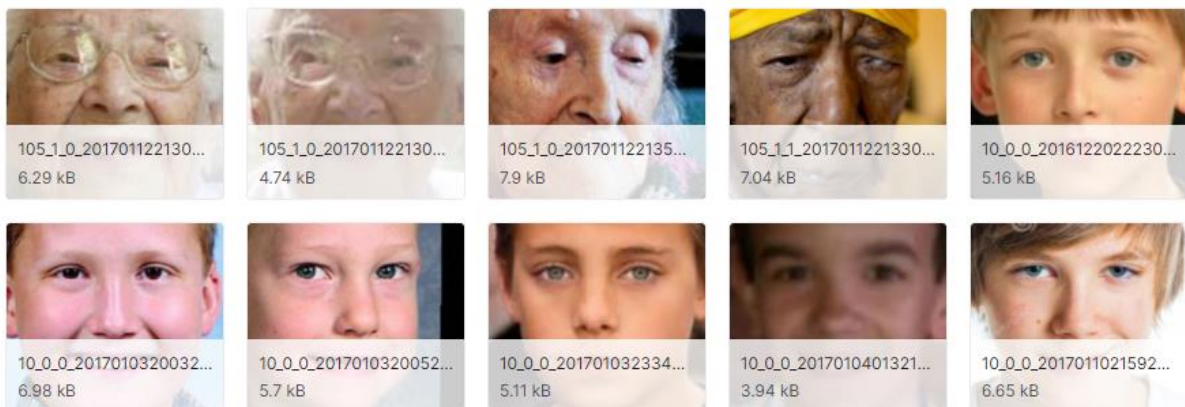 105_1_0_201701122130...
6.29 kB
105_1_0_201701122130...
4.74 kB
105_1_0_201701122135...
7.9 kB
105_1_1_2017011221330...
7.04 kB
10_0_0_20161220222230...
5.16 kB
10_0_0_2017010320032...
6.98 kB
10_0_0_2017010320052...
5.7 kB
10_0_0_201701032334...
5.11 kB
10_0_0_2017010401321...
3.94 kB
10_0_0_2017011021592...
6.65 kB